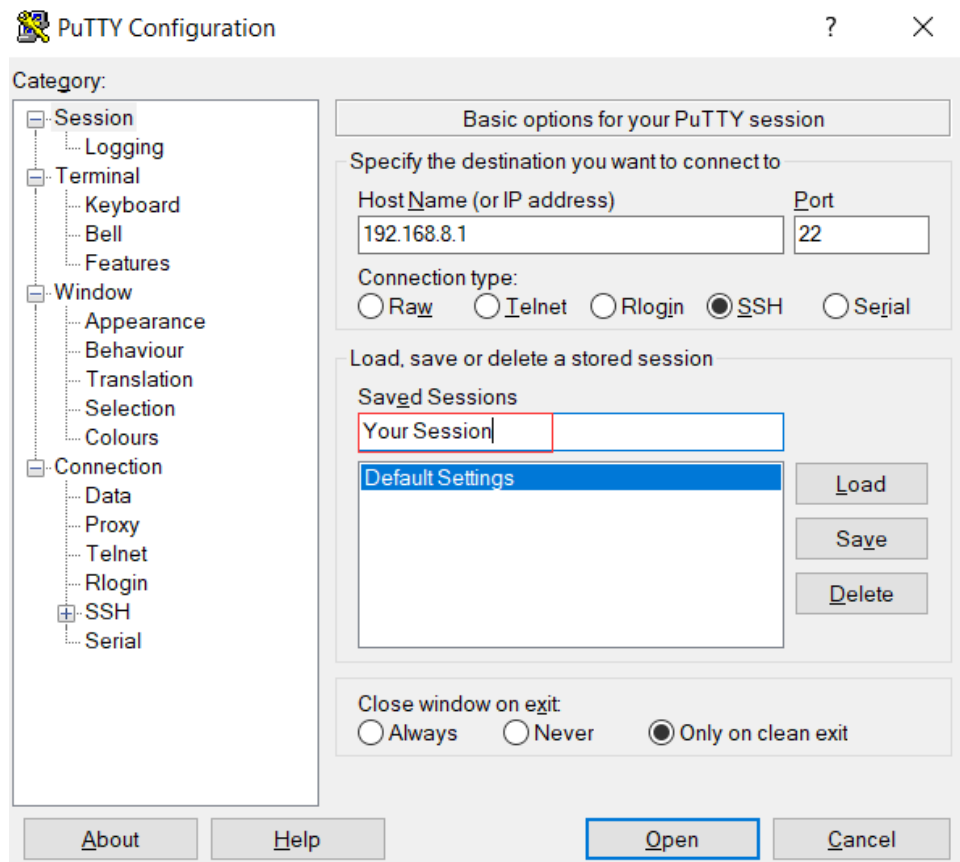 PuTTY Configuration
?
Category:
Session
Logging
Terminal
Keyboard
Bell
Features
Window
Appearance
Behaviour
Translation
Selection
Colours
Connection
Data
Proxy
Telnet
Rlogin
SSH
Serial
Basic options for your PuTTY session
Specify the destination you want to connect to
Host Name (or IP address) Port
192.168.8.1 22
Connection type:
Raw Telnet Rlogin SSH Serial
Load, save or delete a stored session
Saved Sessions
Your Session
Default Settings
Load
Save
Delete
Close window on exit:
Always Never Only on clean exit
About Help Open Cancel